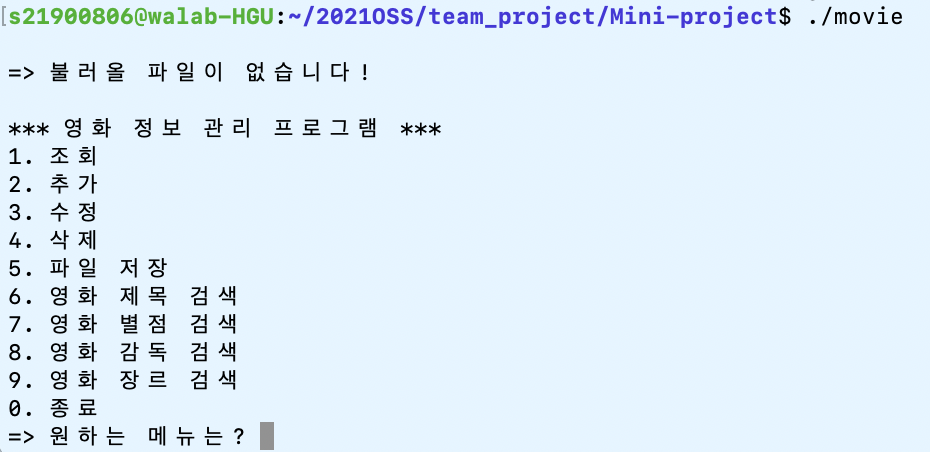 [s21900806@walab-HGU:~/2021OSS/team_project/Mini-project$ ./movie
=> 불러올 파일이 없습니다!
*** 영화 정보 관리 프로그램 ***
1. 조회
2. 추가
3. 수정
4. 삭제
5. 파일 저장
6. 영화 제목 검색
7. 영화 별점 검색
8. 영화 감독 검색
9. 영화 장르 검색
0. 종료
=> 원하는 메뉴는?